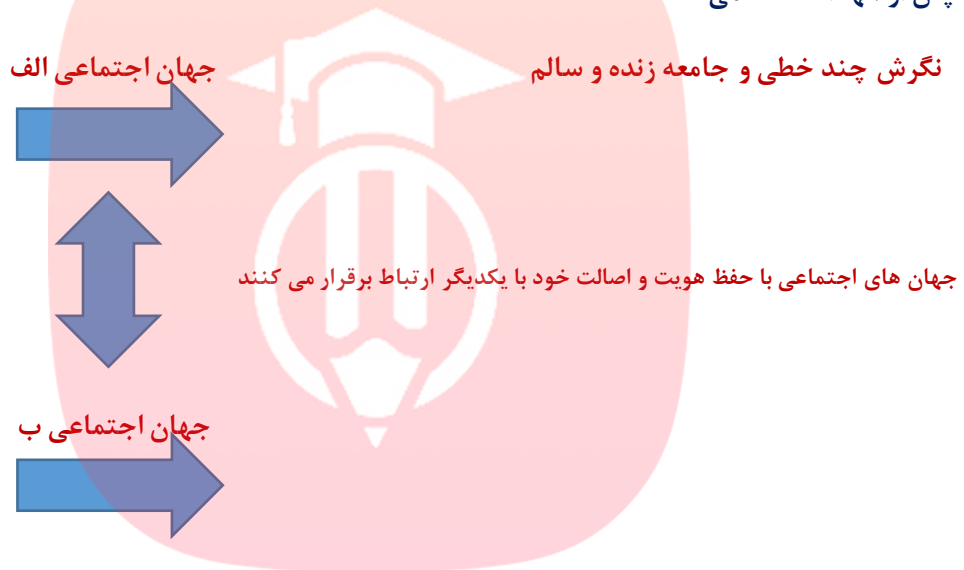 نگرش چند خطی و جامعه زنده و سالم
جهان اجتماعی الف
جهان های اجتماعی با حفظ هویت و اصالت خود با یکدیگر ارتباط برقرار می کنند
جهان اجتماعی ب